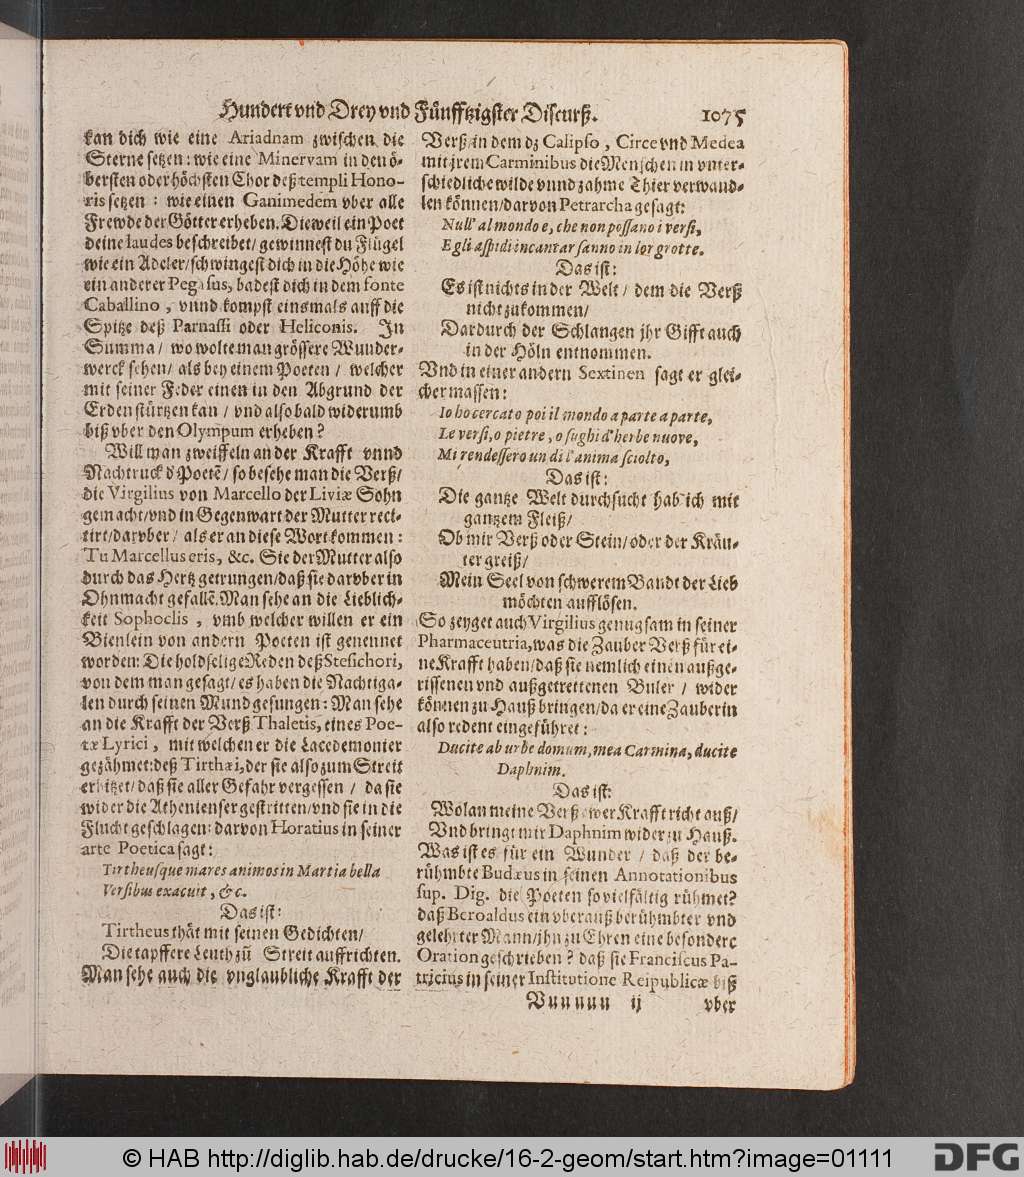 Hundert vnd Drey vnd Fünfftzigster Discurß. 1075
kan dich wie eine Ariadnam zwischen die
Sterne setzen: wie eine Minervam in den ö-
bersten oder höchsten Chor deß templi Hono-
ris setzen : wie einen Ganimedem vber alle
Frewde der Götter erheben. Dieweil ein Poet
deine laudes beschreibet/ gewinnest du Flügel
wie ein Adeler/ schwingest dich in die Höhe wie
ein anderer Pegasus, badest dich in dem fonte
Caballino , vnnd kompst einsmals auff die
Spitze deß Parnassi oder Heliconis. In
Summa/ wo wolte man grössere Wunder-
werck sehen/ als bey einem Poeten / welcher
mit seiner Feder einen in den Abgrund der
Erden stürtzen kan / vnd also bald widerumb
biß vber den Olympum erheben?
Will man zweiffeln an der Krafft vnnd
Nachtruck d' Poetē/ so besehe man die Verß/
die Virgilius von Marcello der Liviæ Sohn
gemacht/vnd in Gegenwart der Mutter reci-
tirt/darvber/ als er an diese Wort kommen:
Tu Marcellus eris, &c. Sie der Mutter also
durch das Hertz getrungen/daß sie darvber in
Ohnmacht gefallē. Man sehe an die Lieblich-
keit Sophoclis , vmb welcher willen er ein
Bienlein von andern Poeten ist genennet
worden: Die holdselige Reden deß Stesichori,
von dem man gesagt/ es haben die Nachtiga-
len durch seinen Mund gesungen: Man sehe
an die Krafft der Verß Thaletis, eines Poe-
tæ Lyrici , mit welchen er die Lacedemonier
gezähmet: deß Tirthæi, der sie also zum Streit
erhitzet/ daß sie aller Gefahr vergessen / da sie
wider die Athenienser gestritten/vnd sie in die
Flucht geschlagen: darvon Horatius in seiner
arte Poetica sagt:
Tirtheusque mares animos in Martia bella
Versibus exacuit, &c.
Das ist:
Tirtheus thät mit seinen Gedichten/
Die tapffere Leuth zū Streit auffrichten.
Man sehe auch die vnglaubliche Krafft der
Verß/ in dem dz Calipso , Circe vnd Medea
mit jrem Carminibus die Menschen in vnter-
schiedliche wilde vnnd zahme Thier verwand-
len können/darvon Petrarcha gesagt:
Null' al mondo e, che non possano i versi,
E gli aspidi incantar sanno in lor grotte.
Das ist:
Es ist nichts in der Welt/ dem die Verß
nicht zukommen/
Dardurch der Schlangen jhr Gifft auch
in der Höln entnommen.
Vnd in einer andern Sextinen sagt er glei-
cher massen:
Io ho cercato poi il mondo a parte a parte,
Le versi, o pietre, o sughi d'herbe nuove,
Mi rendessero un di l'anima sciolto,
Das ist:
Die gantze Welt durchsucht hab ich mit
gantzem Fleiß/
Ob mir Verß oder Stein/ oder der Kräu-
ter greiß/
Mein Seel von schwerem Bandt der Lieb
möchten aufflösen.
So zeyget auch Virgilius genugsam in seiner
Pharmaceutria, was die Zauber Verß für ei-
ne Krafft haben/daß sie nemlich einen außge-
rissenen vnd außgetrettenen Buler / wider
können zu Hauß bringen/da er eine Zauberin
also redent eingeführet:
Ducite ab urbe domum, mea Carmina, ducite
Daphnim.
Das ist:
Wolan meine Verß ewer Krafft richt auß/
Vnd bringt mir Daphnim wider zu Hauß.
Was ist es für ein Wunder / daß der be-
rühmbte Budæus in seinen Annotationibus
sup. Dig. die Poeten so vielfältig rühmet?
daß Beroaldus ein vberauß berühmbter vnd
gelehrter Mann/jhn zu Ehren eine besondere
Oration geschrieben? daß sie Franciscus Pa-
tricius in seiner Institutione Reipublicæ biß
Vuuuuu ij vber
© HAB http://diglib.hab.de/drucke/16-2-geom/start.htm?image=01111
DFG